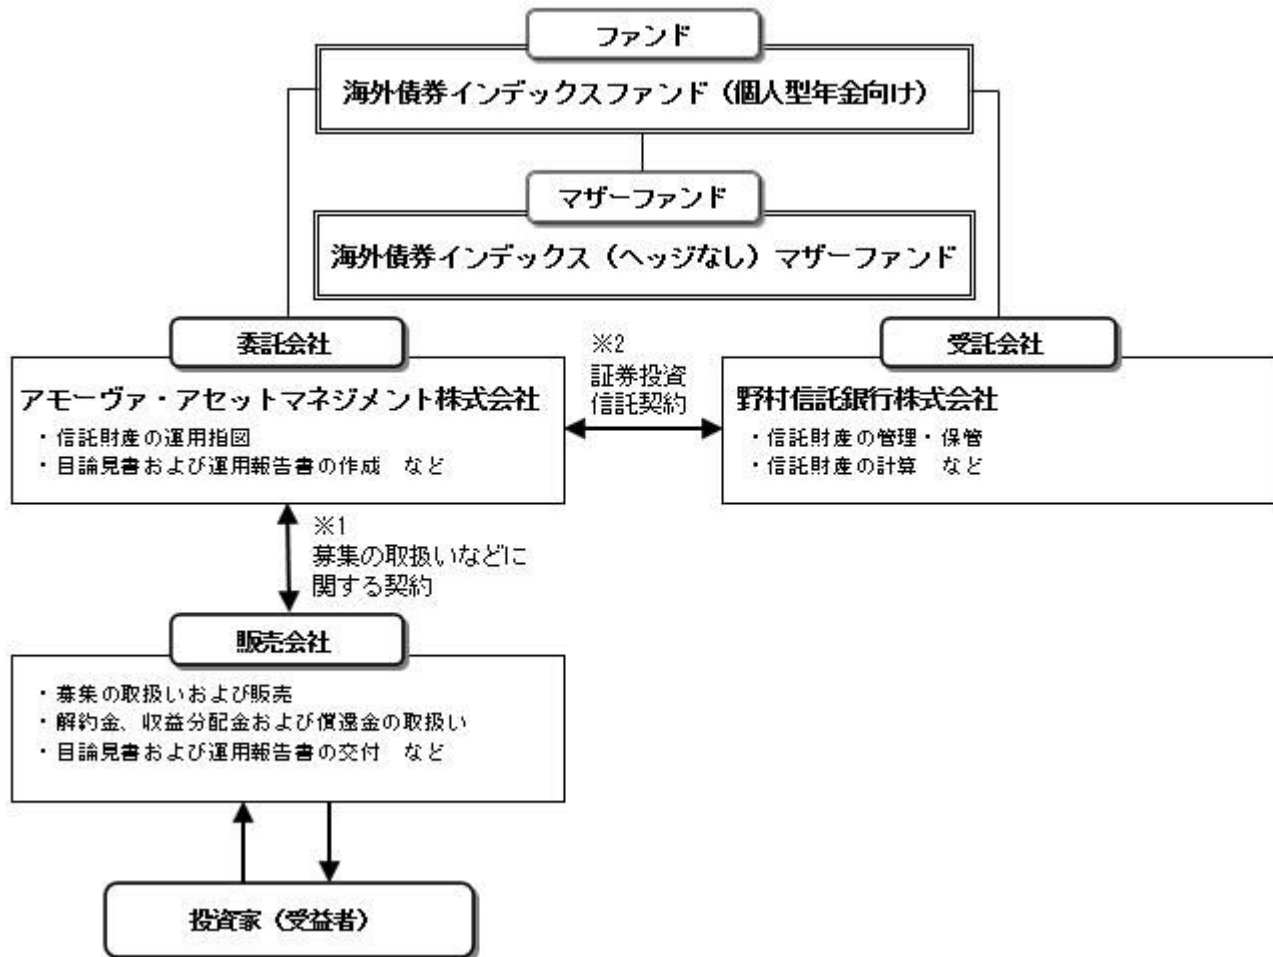 ファンド
海外債券インデックスファンド（個人型年金向け）
マザーファンド
海外債券インデックス（ヘッジなし）マザーファンド
委託会社
アモーヴァ・アセットマネジメント株式会社
・信託財産の運用指図
・目論見書および運用報告書の作成　など
※2
証券投資
信託契約
受託会社
野村信託銀行株式会社
・信託財産の管理・保管
・信託財産の計算　など
※1
募集の取扱いなどに
関する契約
販売会社
・募集の取扱いおよび販売
・解約金、収益分配金および償還金の取扱い
・目論見書および運用報告書の交付　など
投資家（受益者）